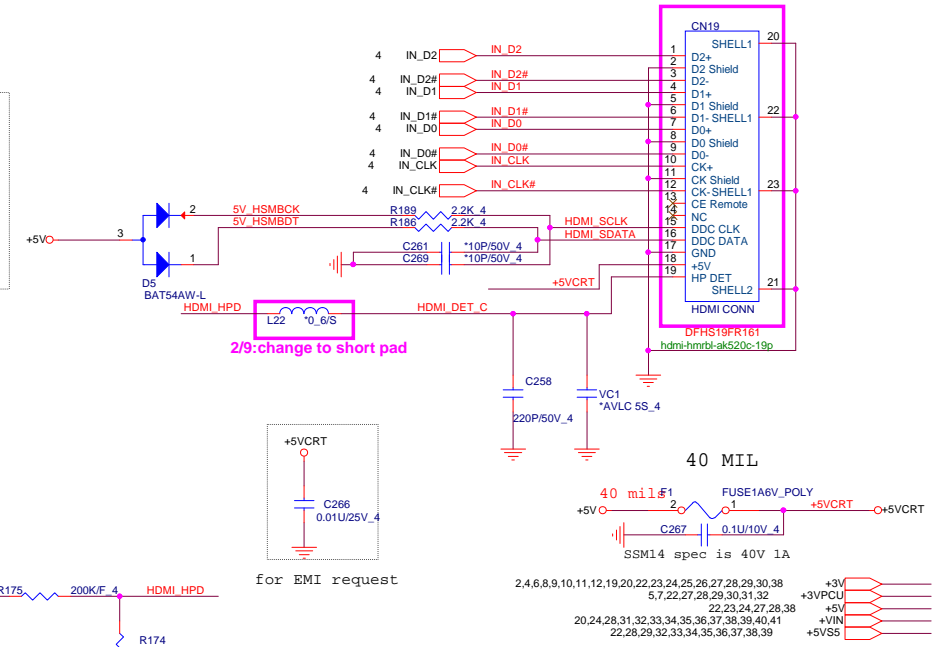 CN19
SHELL1 20
4 IN_D2 IN_D2 1 D2+
2 D2 Shield
4 IN_D2# IN_D2# 3 D2-
4 IN_D1 IN_D1 4 D1+
5 D1 Shield
4 IN_D1# IN_D1# 6 D1- SHELL1 22
4 IN_D0 IN_D0 7 D0+
8 D0 Shield
4 IN_D0# IN_D0# 9 D0-
4 IN_CLK IN_CLK 10 CK+
11 CK Shield
4 IN_CLK# IN_CLK# 12 CK-SHELL1 23
13 CE Remote
14 NC
2 5V_HSMBCK R189 2.2K_4 HDMI_SCLK 15 DDC CLK
5V_HSMBDT R186 2.2K_4 HDMI_SDATA 16 DDC DATA
+5V 3
1
C261 *10P/50V_4 17 GND
C269 *10P/50V_4 18 +5V
19 HP DET
+5VCRT
SHELL2 21
D5
BAT54AW-L
HDMI_HPD L22 *0_6/S HDMI_DET_C
HDMI CONN
DFHS19FR161
hdmi-hmrbl-ak520c-19p
2/9:change to short pad
C258
220P/50V_4
VC1
*AVLC 5S_4
+5VCRT
C266
0.01U/25V_4
for EMI request
40 MIL
40 mils F1 FUSE1A6V_POLY
+5V 2 1 +5VCRT +5VCRT
C267 0.1U/10V_4
SSM14 spec is 40V 1A
R175 200K/F_4 HDMI_HPD
R174
2,4,6,8,9,10,11,12,19,20,22,23,24,25,26,27,28,29,30,38 +3V
5,7,22,27,28,29,30,31,32 +3VPCU
22,23,24,27,28,38 +5V
20,24,28,31,32,33,34,35,36,37,38,39,40,41 +VIN
22,28,29,32,33,34,35,36,37,38,39 +5VS5